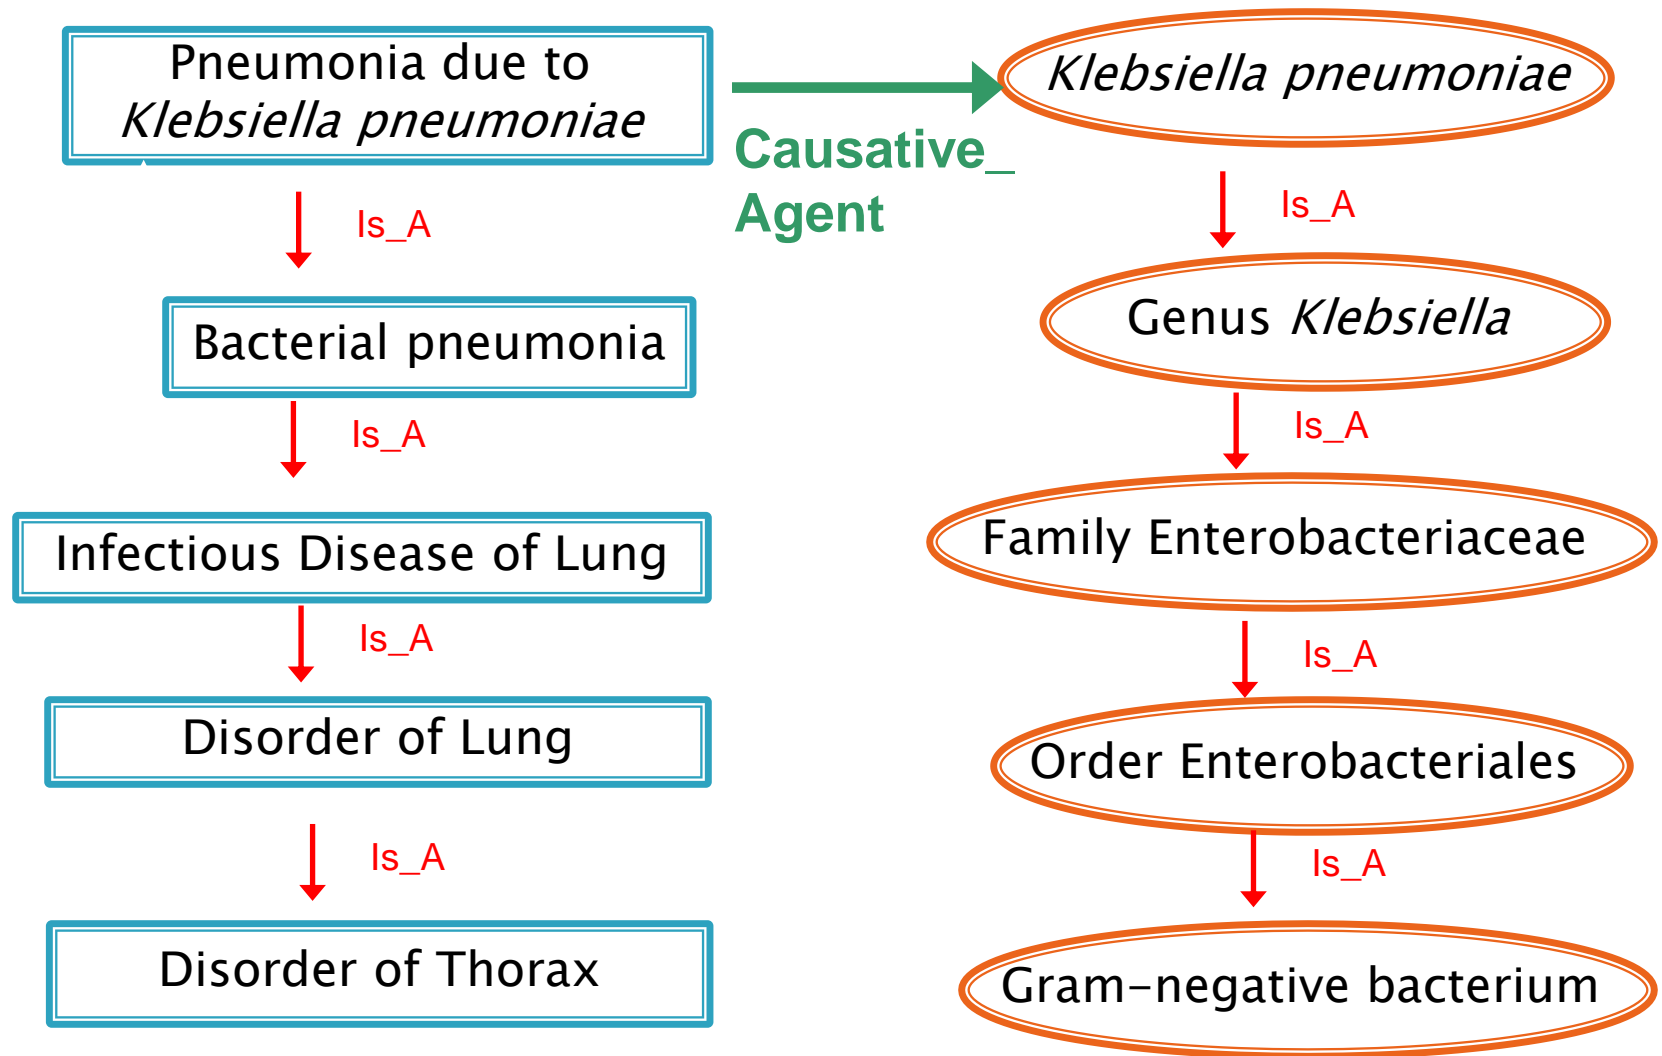 Pneumonia due to
Klebsiella pneumoniae
Causative_
Agent
Klebsiella pneumoniae
Is_A
Is_A
Bacterial pneumonia
Genus Klebsiella
Is_A
Is_A
Infectious Disease of Lung
Family Enterobacteriaceae
Is_A
Is_A
Disorder of Lung
Order Enterobacteriales
Is_A
Is_A
Disorder of Thorax
Gram-negative bacterium